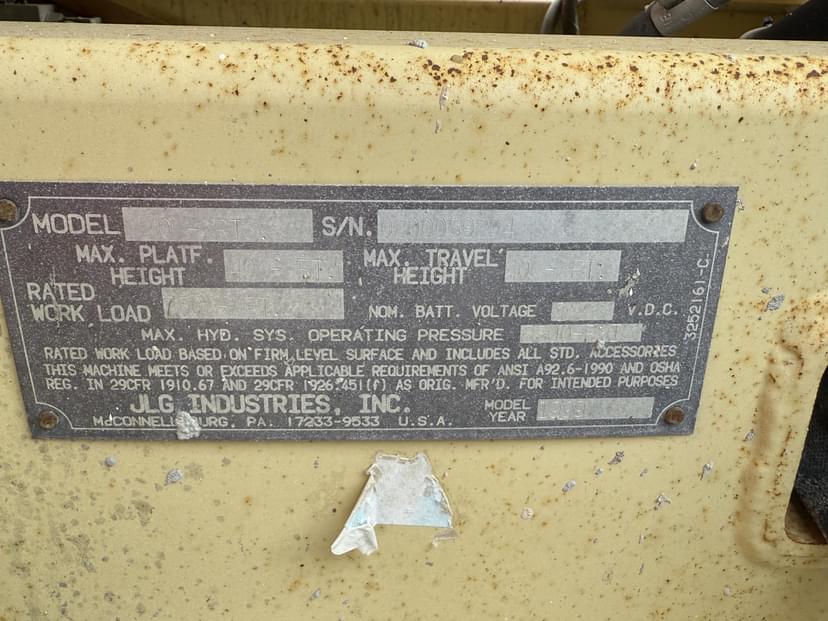 MODEL
S/N.
MAX. PLATF. HEIGHT
MAX. TRAVEL HEIGHT
RATED WORK LOAD
NOM. BATT. VOLTAGE V.D.C.
MAX. HYD. SYS. OPERATING PRESSURE
RATED WORK LOAD BASED ON FIRM, LEVEL SURFACE AND INCLUDES ALL STD. ACCESSORIES
THIS MACHINE MEETS OR EXCEEDS APPLICABLE REQUIREMENTS OF ANSI A92.6-1990 AND OSHA
REG. IN 29CFR 1910.67 AND 29CFR 1926.451(f) AS ORIG. MFR'D. FOR INTENDED PURPOSES
JLG INDUSTRIES, INC.
McCONNELLSBURG, PA. 17233-9533 U.S.A.
MODEL YEAR
3252161-C